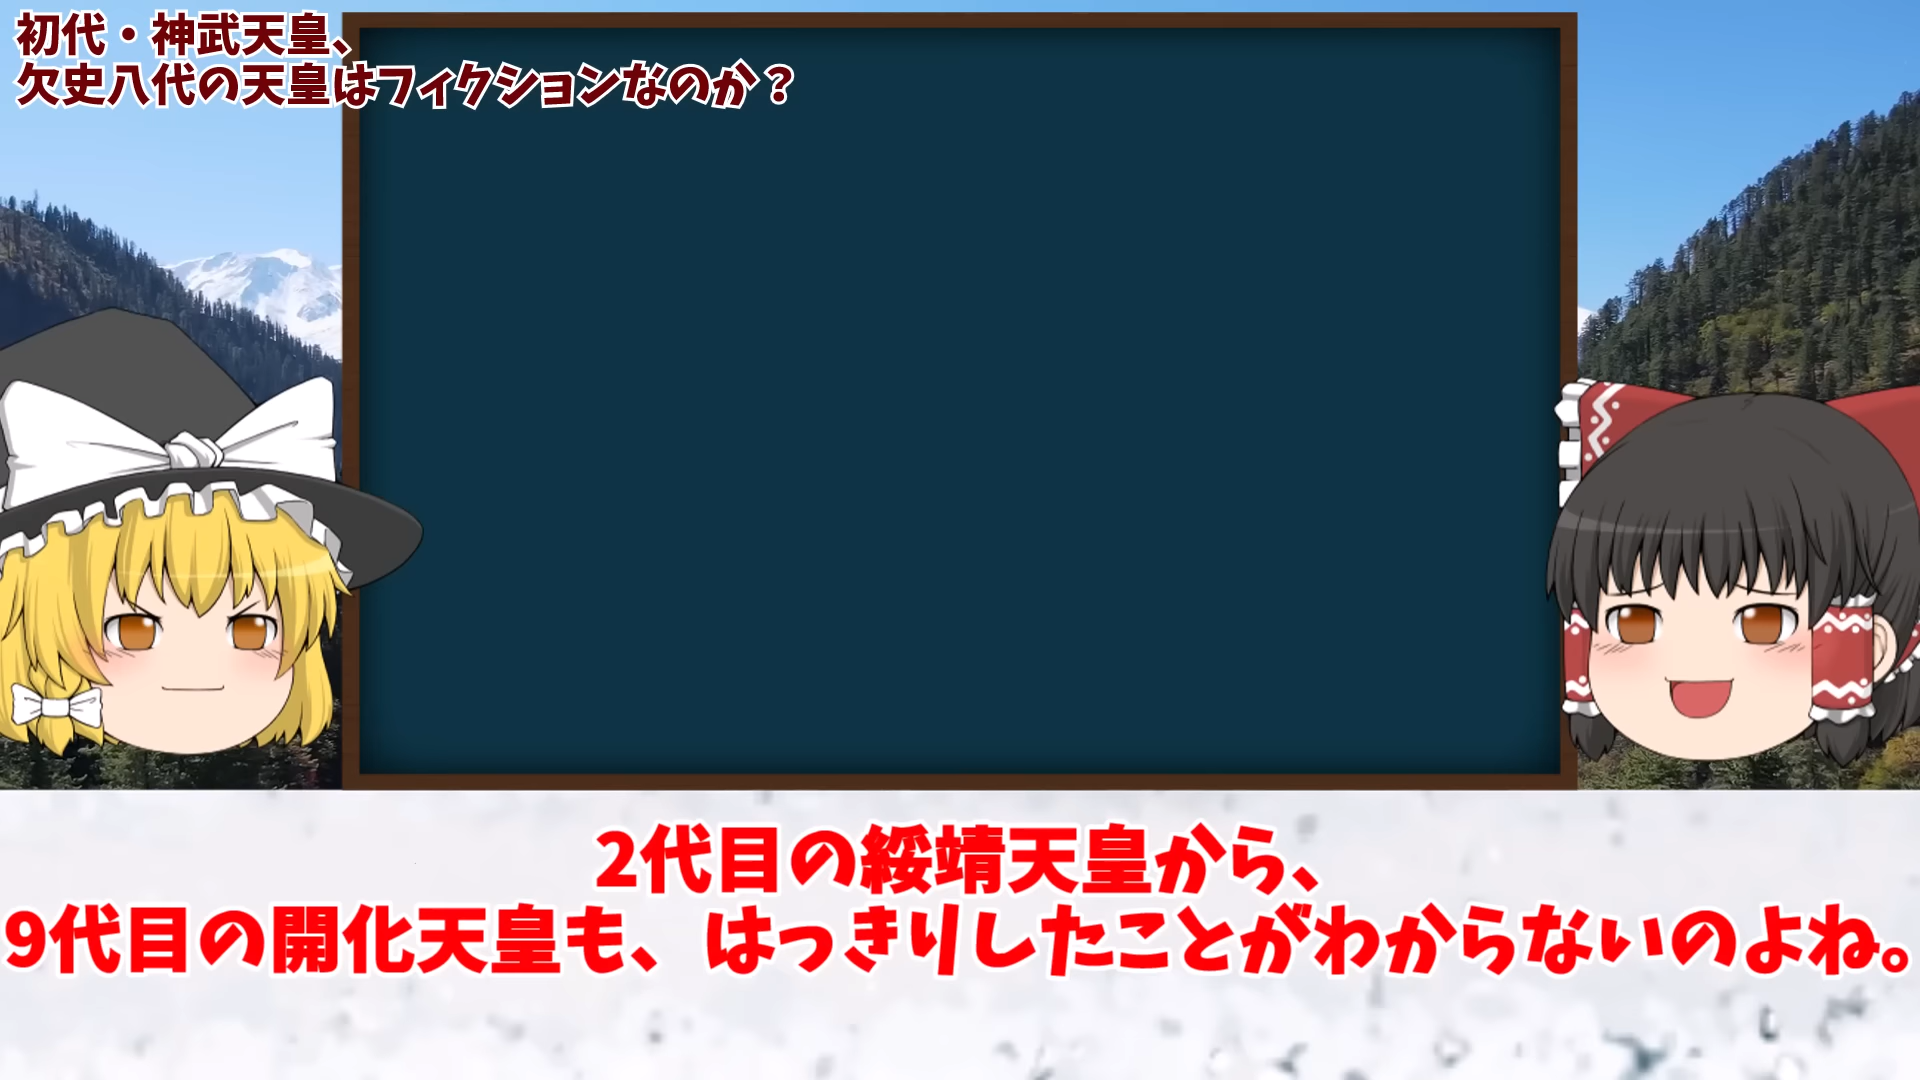 初代・神武天皇、
欠史八代の天皇はフィクションなのか？
2代目の綏靖天皇から、
9代目の開化天皇も、はっきりしたことがわからないのよね。